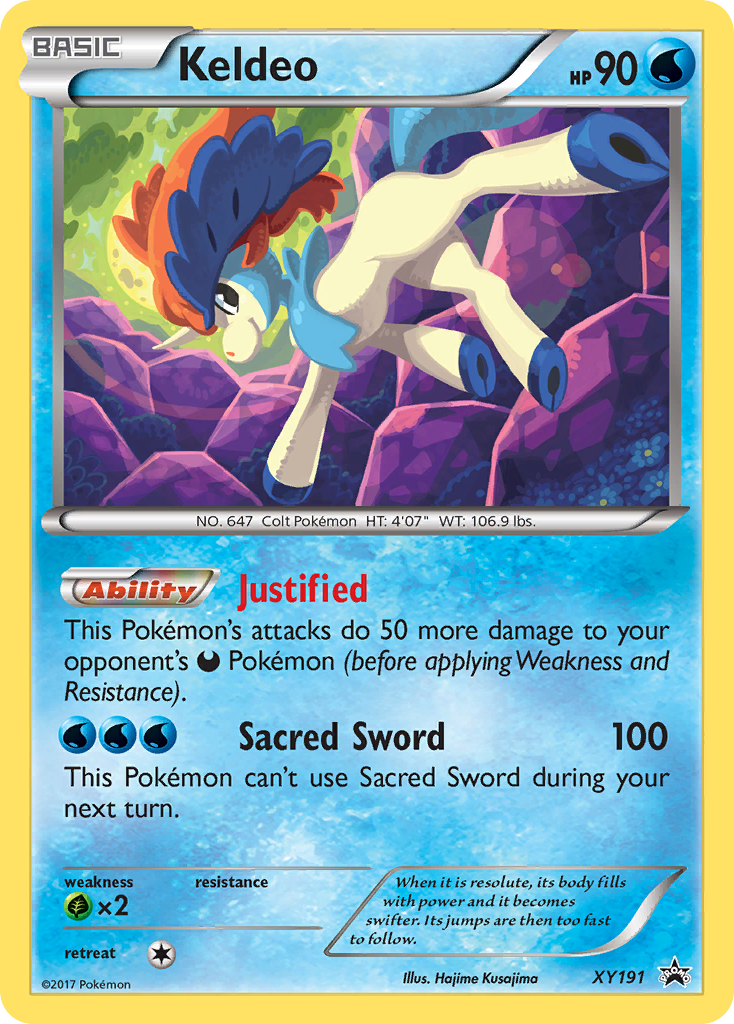 BASIC
Keldeo
HP 90
NO. 647 Colt Pokémon HT: 4'07" WT: 106.9 lbs.
Ability Justified
This Pokémon's attacks do 50 more damage to your
opponent's Pokémon (before applying Weakness and
Resistance).
Sacred Sword 100
This Pokémon can't use Sacred Sword during your
next turn.
weakness resistance
×2
When it is resolute, its body fills
with power and it becomes
swifter. Its jumps are then too fast
to follow.
retreat
©2017 Pokémon
Illus. Hajime Kusajima
XY191
PROMO